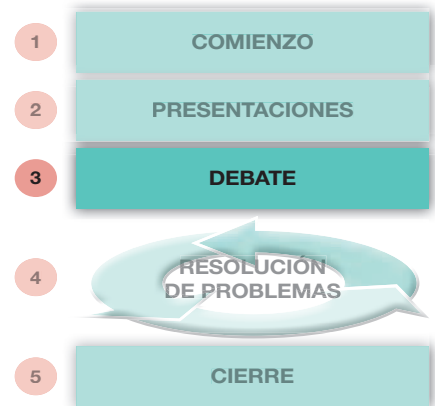 1 COMIENZO
2 PRESENTACIONES
3 DEBATE
4 RESOLUCIÓN
DE PROBLEMAS
5 CIERRE